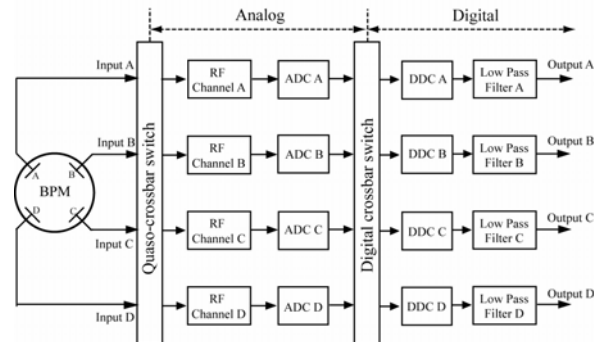 Analog
Digital
Input A
RF
Channel A
ADC A
DDC A
Low Pass
Filter A
Output A
Input B
RF
Channel B
ADC B
DDC B
Low Pass
Filter B
Output B
A
B
BPM
D
C
Quaso-crossbar switch
Digital crossbar switch
Input C
RF
Channel C
ADC C
DDC C
Low Pass
Filter C
Output C
Input D
RF
Channel D
ADC D
DDC D
Low Pass
Filter D
Output D